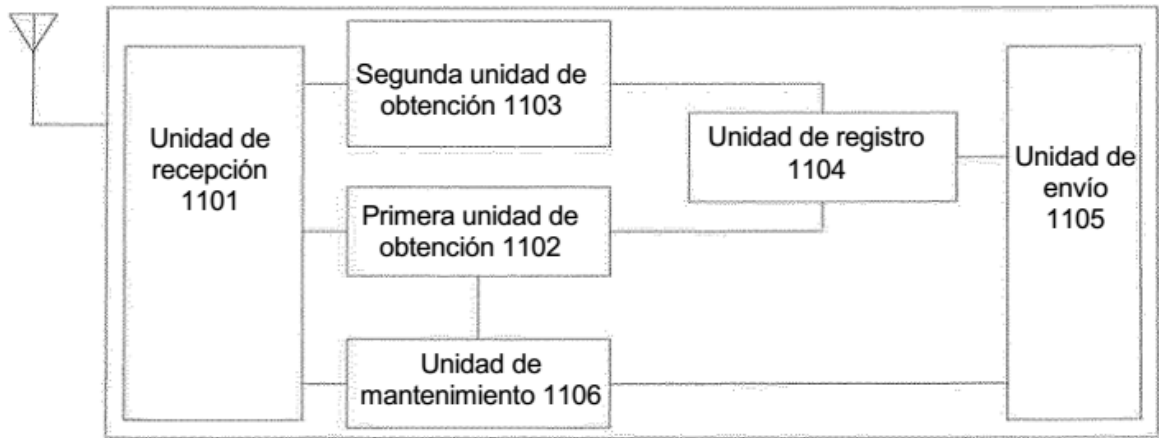 Unidad de
recepción
1101
Segunda unidad de
obtención 1103
Primera unidad de
obtención 1102
Unidad de
mantenimiento 1106
Unidad de registro
1104
Unidad de
envío
1105